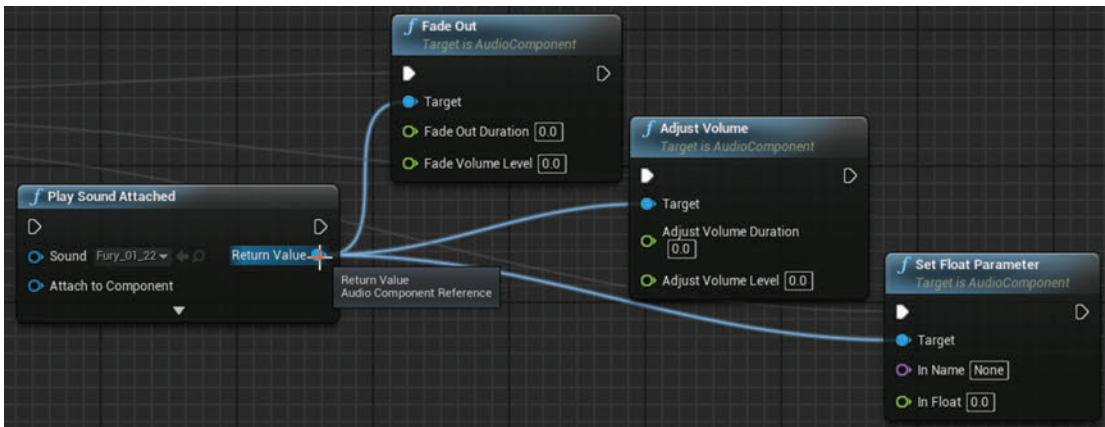 Fade Out
Target is AudioComponent
Target
Fade Out Duration 0.0
Fade Volume Level 0.0
Adjust Volume
Target is AudioComponent
Target
Adjust Volume Duration
0.0
Adjust Volume Level 0.0
Play Sound Attached
Sound Fury_01_22 Return Value
Attach to Component
Return Value
Audio Component Reference
Set Float Parameter
Target is AudioComponent
Target
In Name None
In Float 0.0